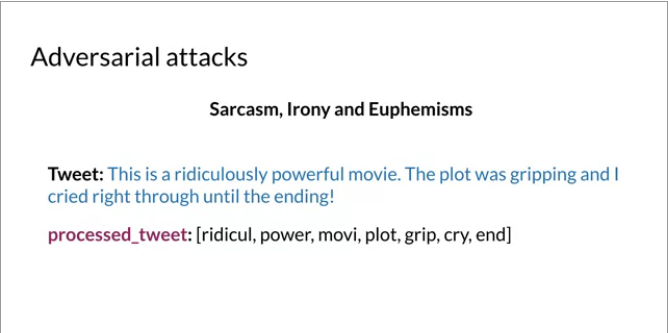 Adversarial attacks
Sarcasm, Irony and Euphemisms
Tweet: This is a ridiculously powerful movie. The plot was gripping and I
cried right through until the ending!
processed_tweet: [ridicul, power, movi, plot, grip, cry, end]